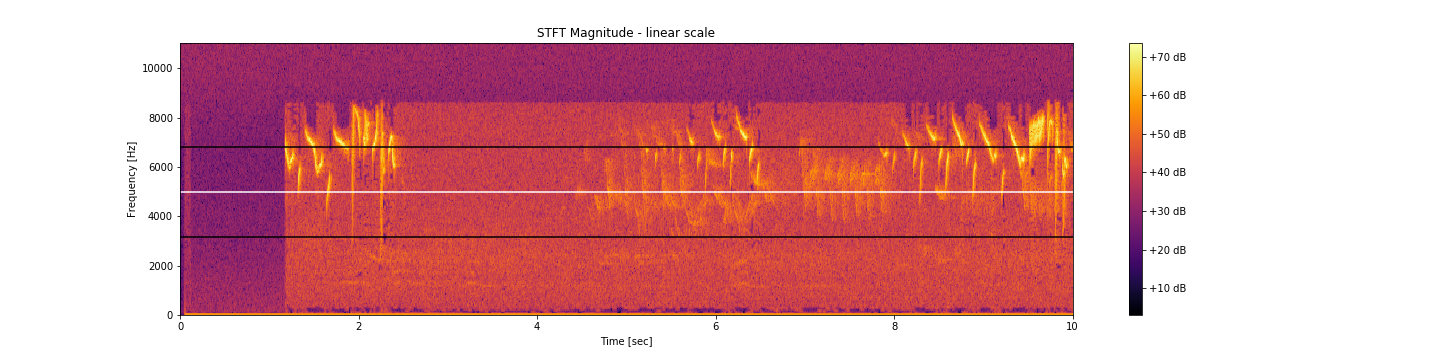 STFT Magnitude - linear scale
Frequency [Hz]
10000
8000
6000
4000
2000
0
0 2 4 6 8 10
Time [sec]
+70 dB
+60 dB
+50 dB
+40 dB
+30 dB
+20 dB
+10 dB